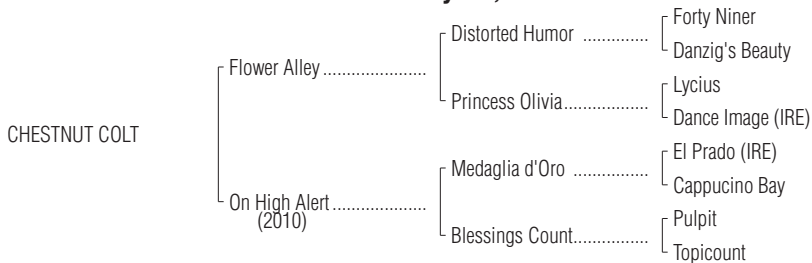 Forty Niner
Distorted Humor ..............
Danzig's Beauty
Flower Alley ......................
Lycius
Princess Olivia..................
Dance Image (IRE)
CHESTNUT COLT
El Prado (IRE)
Medaglia d'Oro ................
Cappucino Bay
On High Alert....................
(2010)
Pulpit
Blessings Count................
Topicount